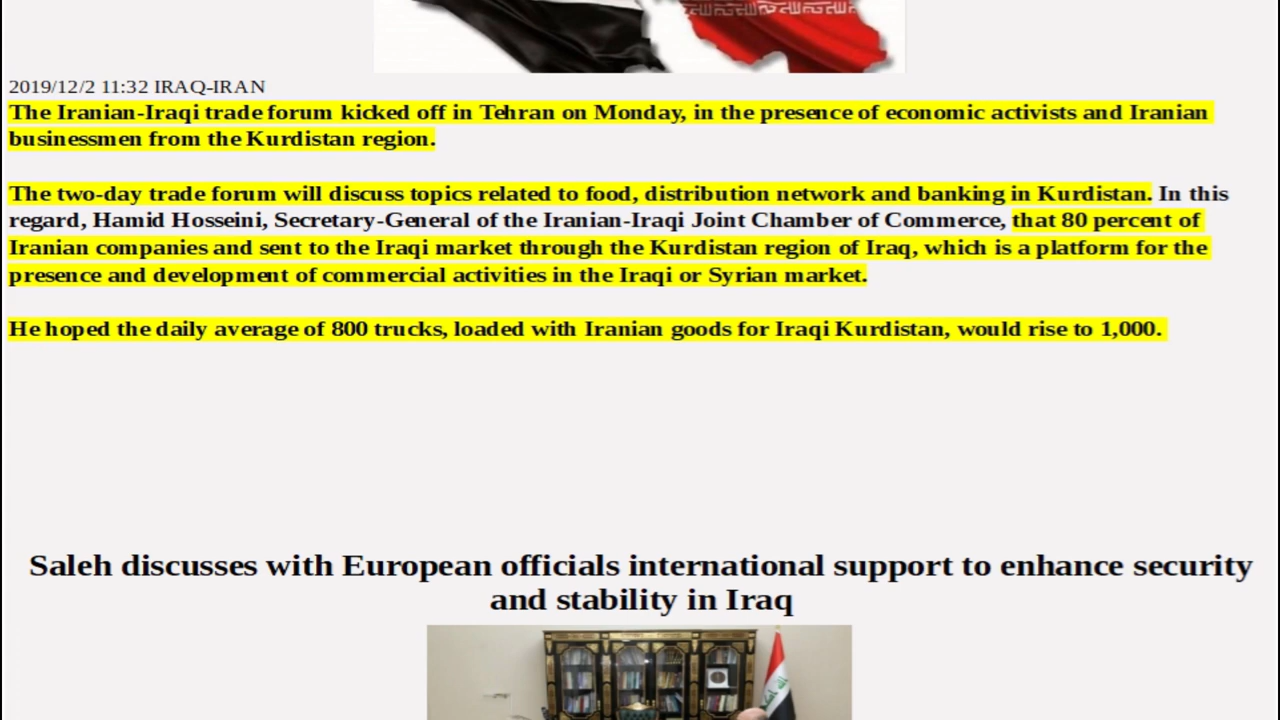 2019/12/2 11:32 IRAQ-IRAN
The Iranian-Iraqi trade forum kicked off in Tehran on Monday, in the presence of economic activists and Iranian
businessmen from the Kurdistan region.
The two-day trade forum will discuss topics related to food, distribution network and banking in Kurdistan. In this
regard, Hamid Hosseini, Secretary-General of the Iranian-Iraqi Joint Chamber of Commerce, that 80 percent of
Iranian companies and sent to the Iraqi market through the Kurdistan region of Iraq, which is a platform for the
presence and development of commercial activities in the Iraqi or Syrian market.
He hoped the daily average of 800 trucks, loaded with Iranian goods for Iraqi Kurdistan, would rise to 1,000.
Saleh discusses with European officials international support to enhance security
and stability in Iraq